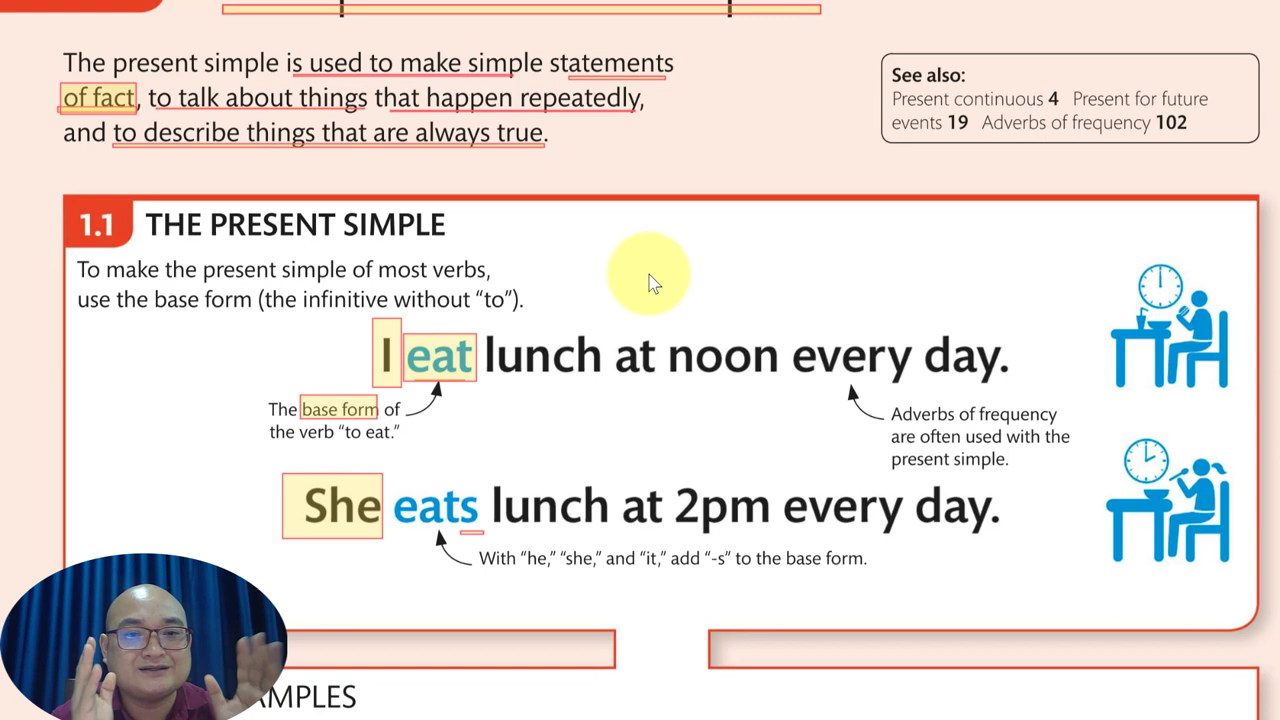 The present simple is used to make simple statements
of fact, to talk about things that happen repeatedly,
and to describe things that are always true.
See also:
Present continuous 4 Present for future
events 19 Adverbs of frequency 102
1.1 THE PRESENT SIMPLE
To make the present simple of most verbs,
use the base form (the infinitive without “to”).
I eat lunch at noon every day.
The base form of
the verb “to eat.”
Adverbs of frequency
are often used with the
present simple.
She eats lunch at 2pm every day.
With “he,” “she,” and “it,” add “-s” to the base form.